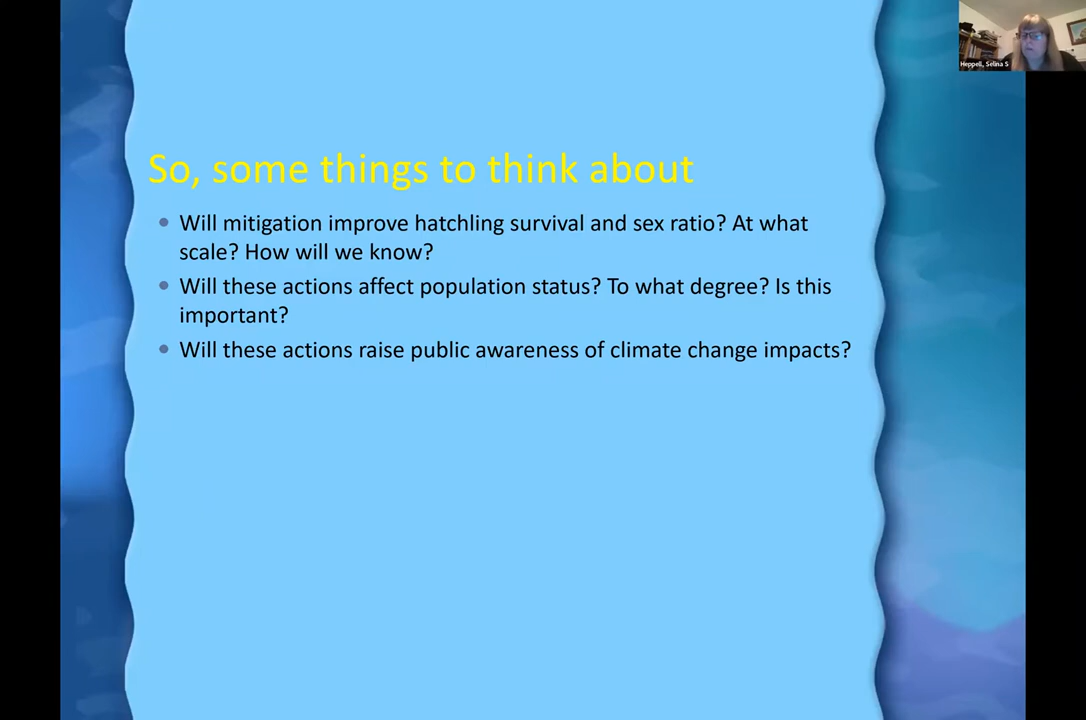 Heppell, Selina S
So, some things to think about
• Will mitigation improve hatchling survival and sex ratio? At what
scale? How will we know?
• Will these actions affect population status? To what degree? Is this
important?
• Will these actions raise public awareness of climate change impacts?